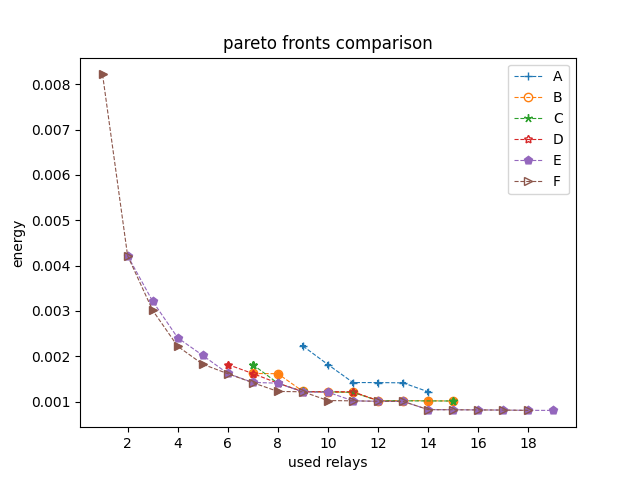 pareto fronts comparison
0.008
0.007
0.006
0.005
0.004
0.003
0.002
0.001
energy
A
B
C
D
E
F
2 4 6 8 10 12 14 16 18
used relays